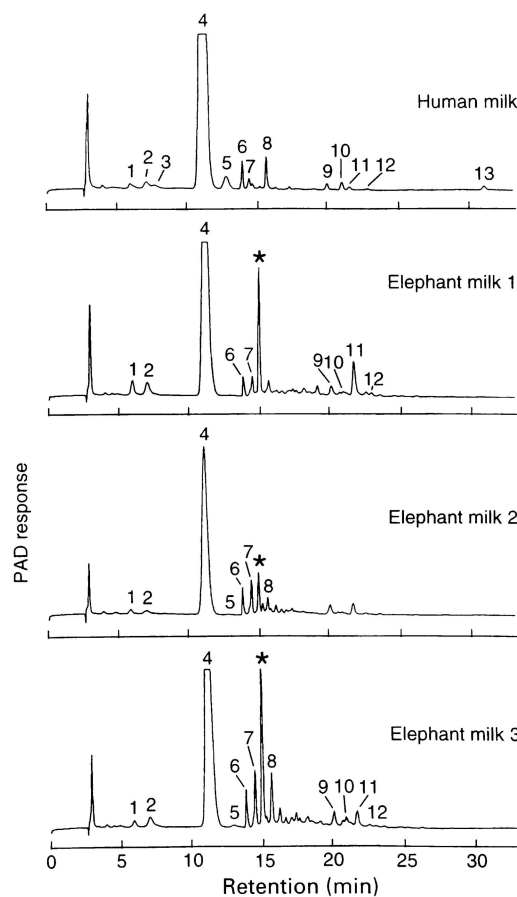 4
Human milk
6 8
1 2 3 5 7 9 10 11 12 13
4
*
Elephant milk 1
1 2 6 7 9 10 11 12
4
Elephant milk 2
*
7
6 8
1 2 5
4
*
Elephant milk 3
7
6 8
1 2 5 9 10 11 12
0 5 10 15 20 25 30
PAD response
Retention (min)